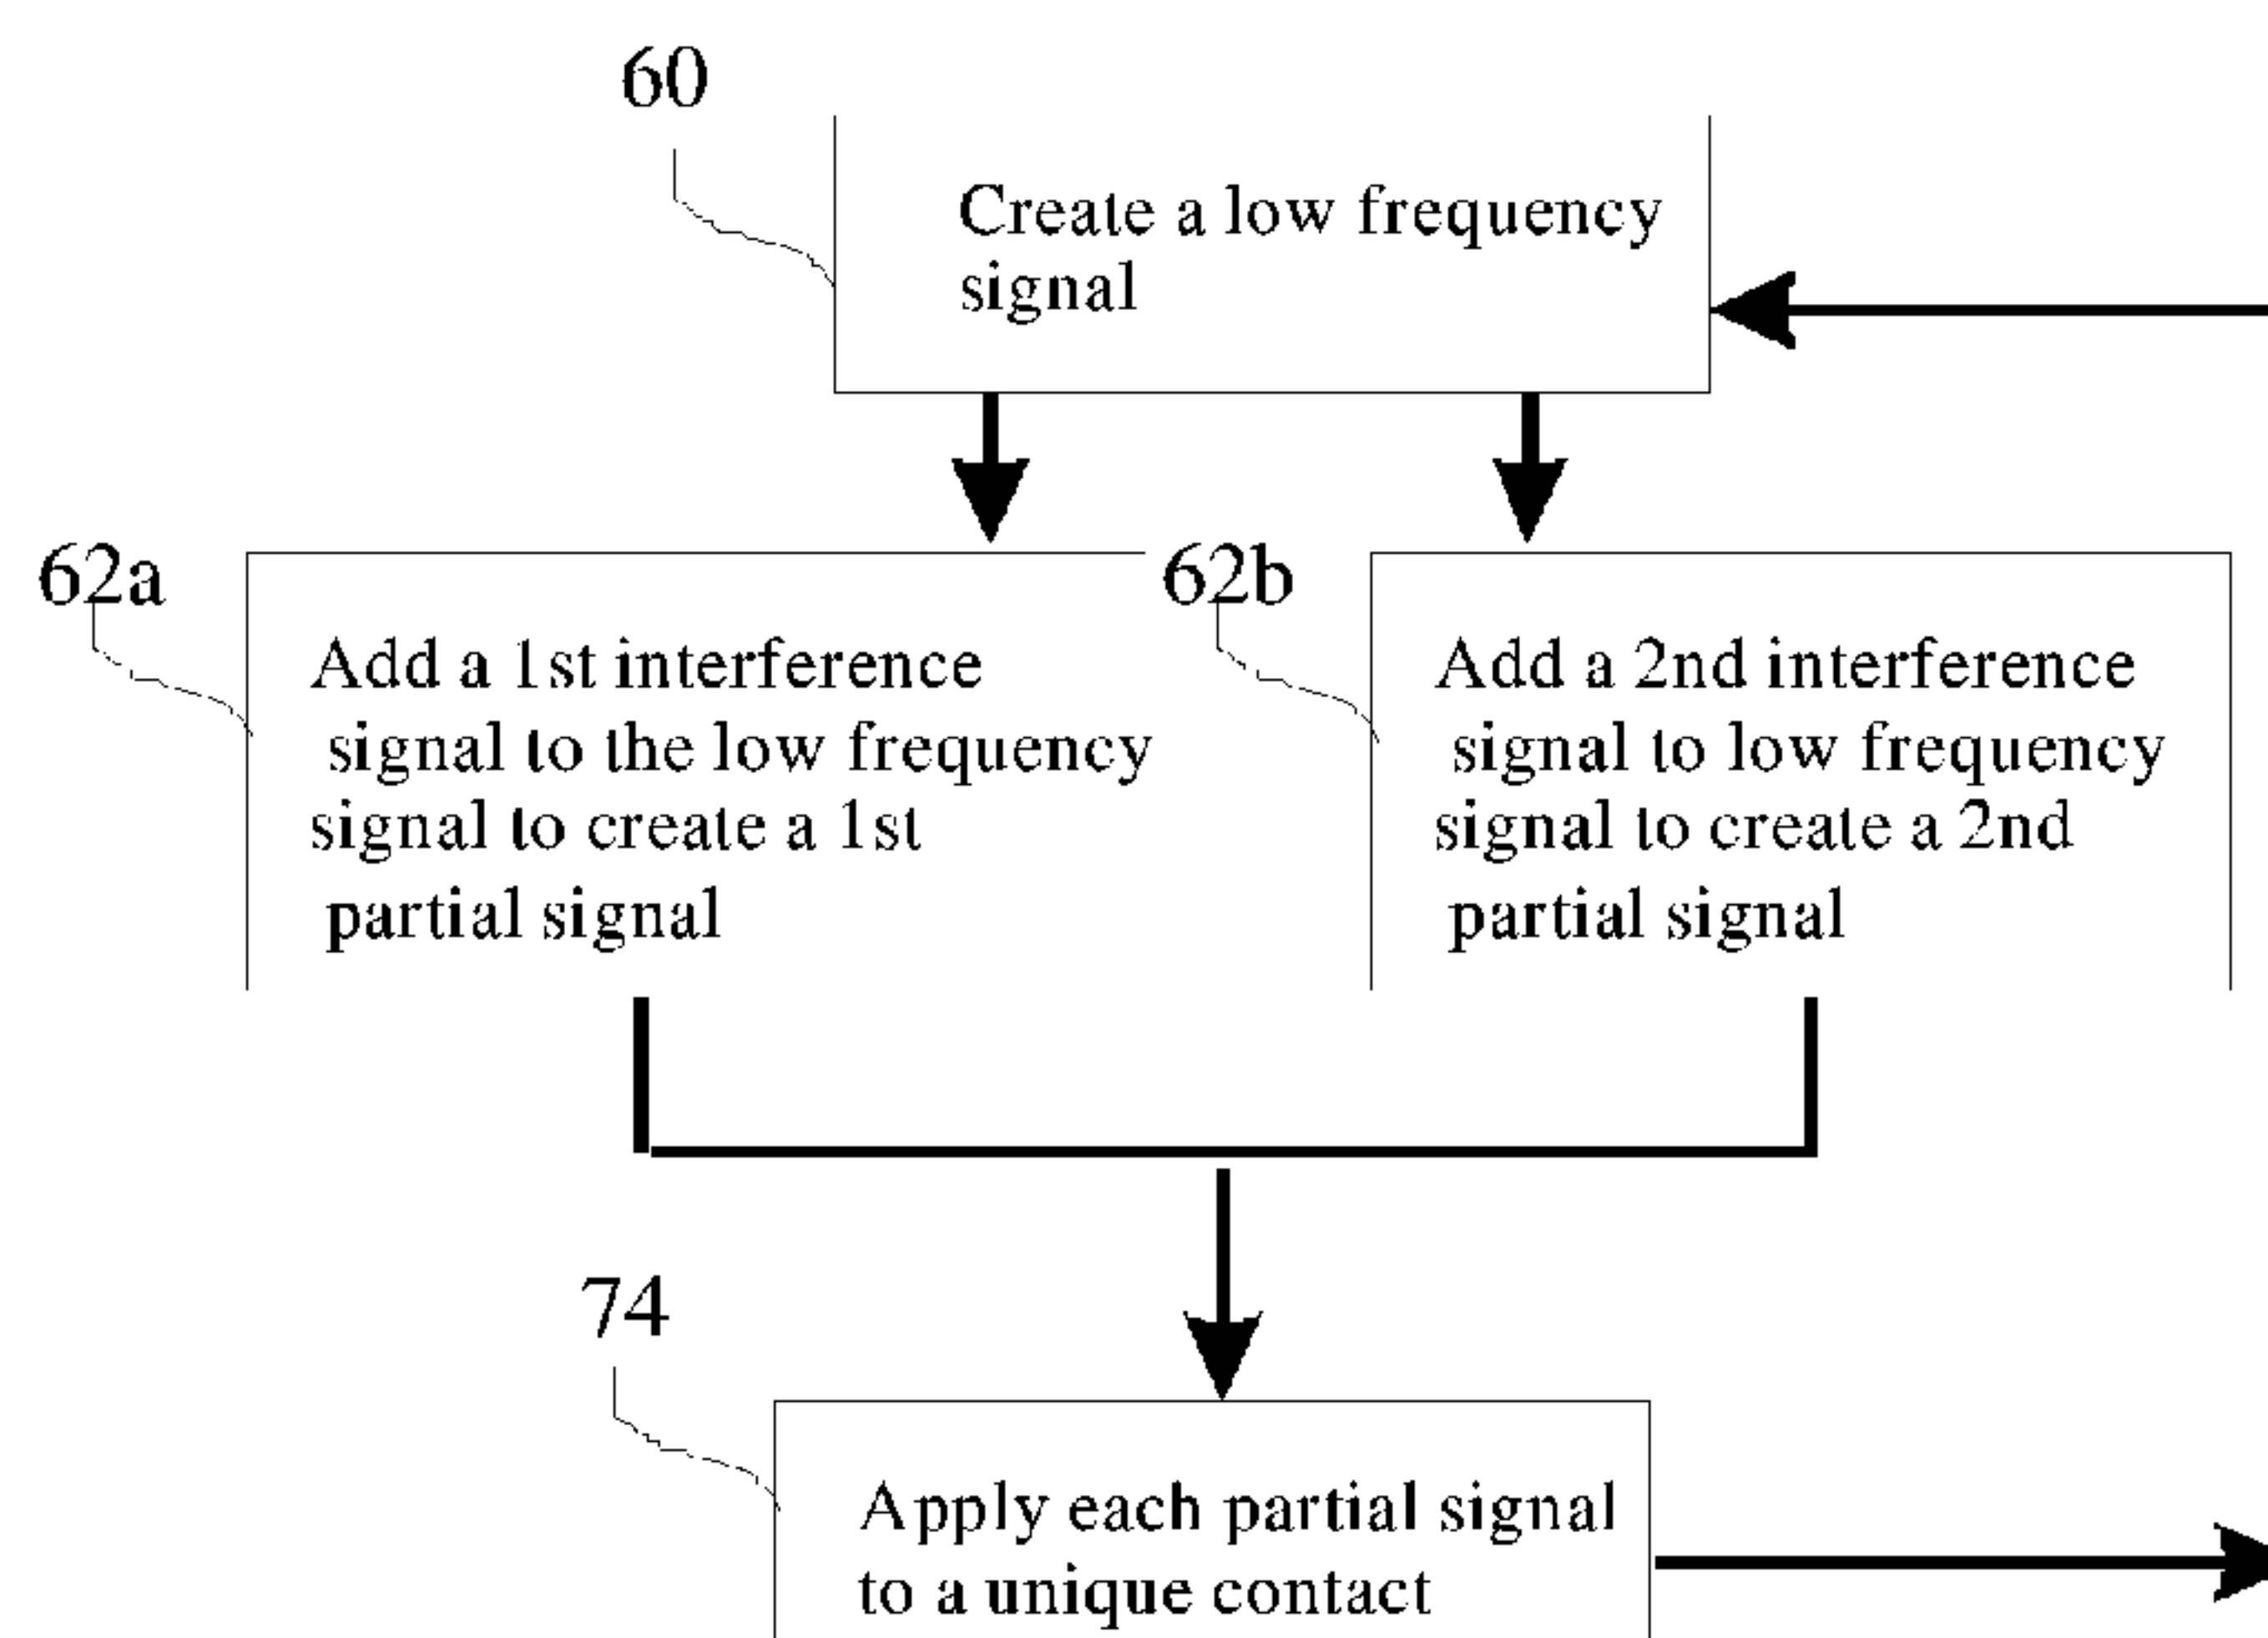 60
Create a low frequency
signal
62a
Add a 1st interference
signal to the low frequency
signal to create a 1st
partial signal
62b
Add a 2nd interference
signal to low frequency
signal to create a 2nd
partial signal
74
Apply each partial signal
to a unique contact